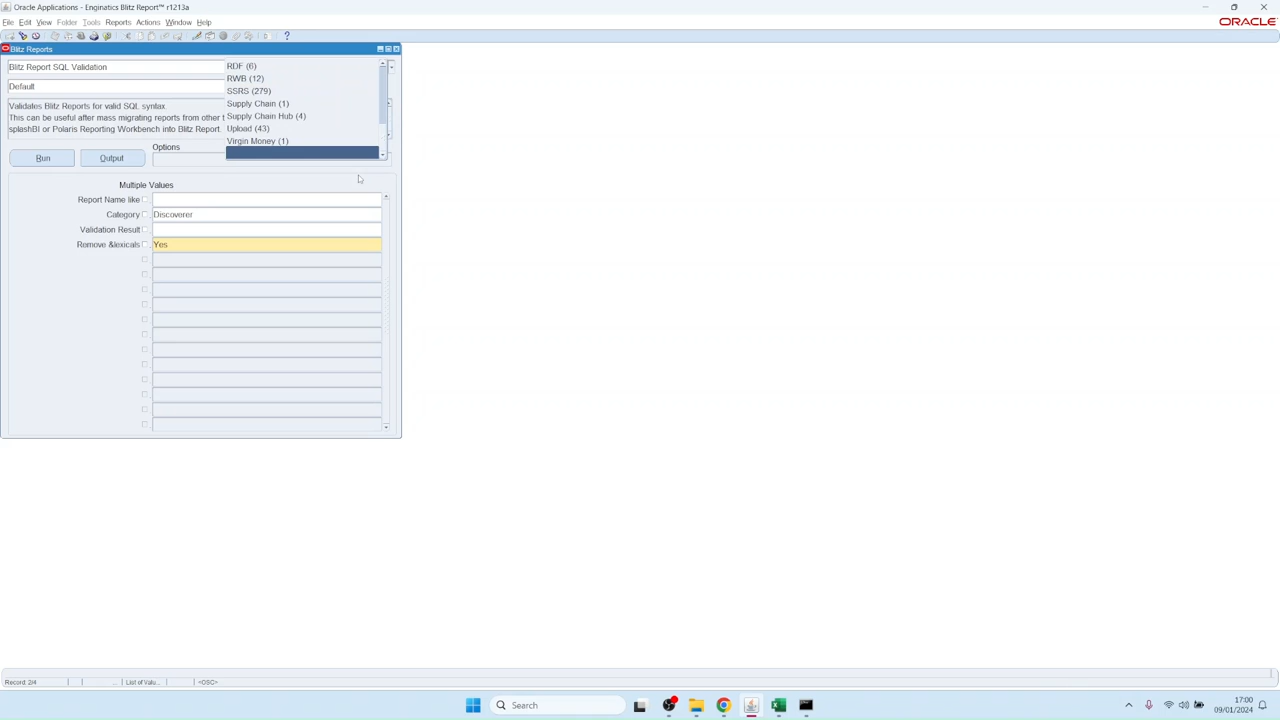 Oracle Applications - Enginatics Blitz Report™ r1213a
File Edit View Folder Tools Reports Actions Window Help
ORACLE
Blitz Reports
Blitz Report SQL Validation
Default
Validates Blitz Reports for valid SQL syntax.
This can be useful after mass migrating reports from other t
splashBI or Polaris Reporting Workbench into Blitz Report.
RDF (6)
RWB (12)
SSRS (279)
Supply Chain (1)
Supply Chain Hub (4)
Upload (43)
Virgin Money (1)
Run
Output
Options
Multiple Values
Report Name like
Category Discoverer
Validation Result
Remove &lexicals Yes
Record: 2/4 ... List of Valu... <OSC>
Search
17:00
09/01/2024